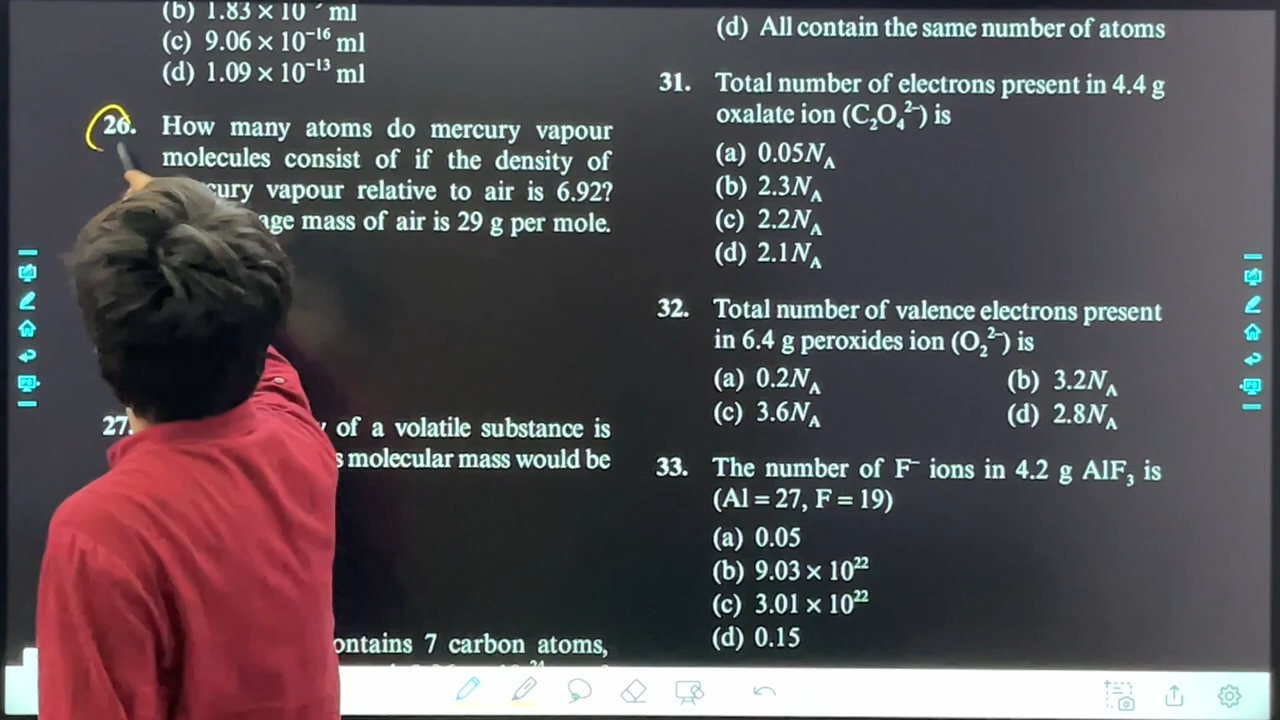 (b) 1.83 × 10 ml
(c) 9.06 × 10⁻¹⁶ ml
(d) 1.09 × 10⁻¹³ ml
26. How many atoms do mercury vapour
molecules consist of if the density of
vapour relative to air is 6.92?
mass of air is 29 g per mole.
27. of a volatile substance is
molecular mass would be
7 carbon atoms,
(d) All contain the same number of atoms
31. Total number of electrons present in 4.4 g
oxalate ion (C₂O₄²⁻) is
(a) 0.05N_A
(b) 2.3N_A
(c) 2.2N_A
(d) 2.1N_A
32. Total number of valence electrons present
in 6.4 g peroxides ion (O₂²⁻) is
(a) 0.2N_A (b) 3.2N_A
(c) 3.6N_A (d) 2.8N_A
33. The number of F⁻ ions in 4.2 g AlF₃ is
(Al = 27, F = 19)
(a) 0.05
(b) 9.03 × 10²²
(c) 3.01 × 10²²
(d) 0.15